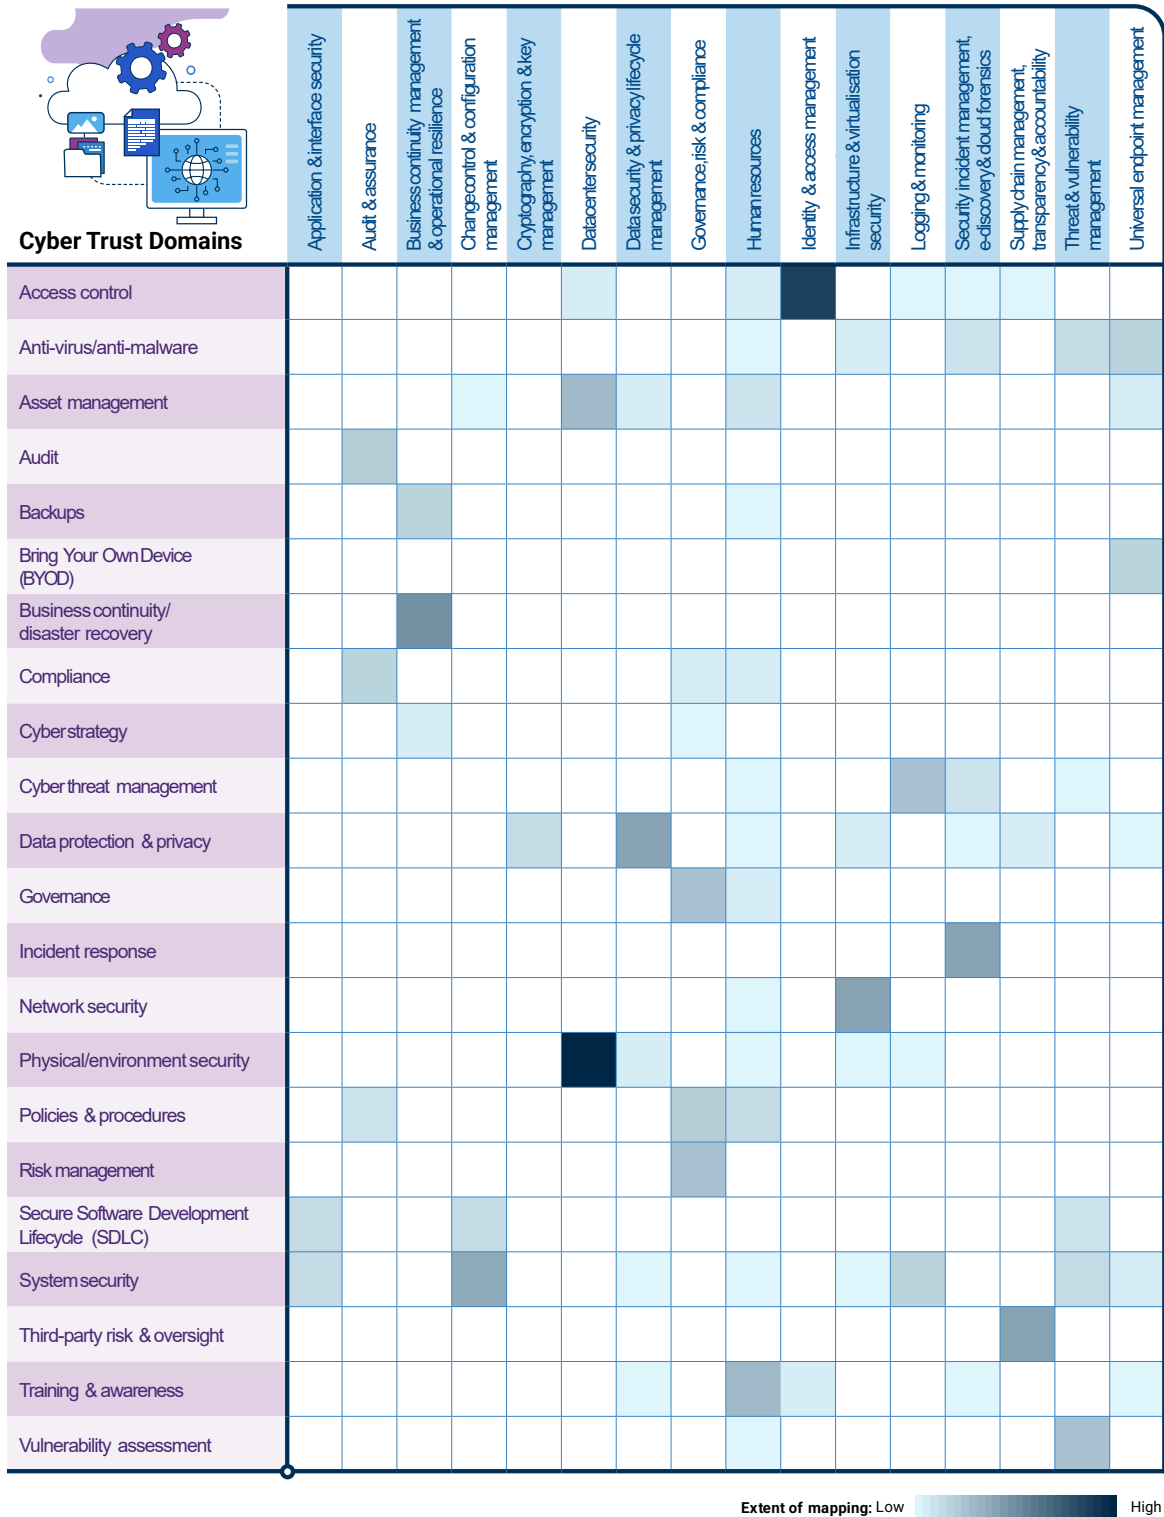 Cyber Trust Domains
Application & interface security
Audit & assurance
Business continuity management
& operational resilience
Change control & configuration
management
Cryptography, encryption & key
management
Datacenter security
Data security & privacy lifecycle
management
Governance, risk & compliance
Human resources
Identity & access management
Infrastructure & virtualisation
security
Logging & monitoring
Security incident management,
e-discovery & cloud forensics
Supply chain management,
transparency & accountability
Threat & vulnerability
management
Universal endpoint management
Access control
Anti-virus/anti-malware
Asset management
Audit
Backups
Bring Your Own Device
(BYOD)
Business continuity/
disaster recovery
Compliance
Cyber strategy
Cyber threat management
Data protection & privacy
Governance
Incident response
Network security
Physical/environment security
Policies & procedures
Risk management
Secure Software Development
Lifecycle (SDLC)
System security
Third-party risk & oversight
Training & awareness
Vulnerability assessment
Extent of mapping: Low High